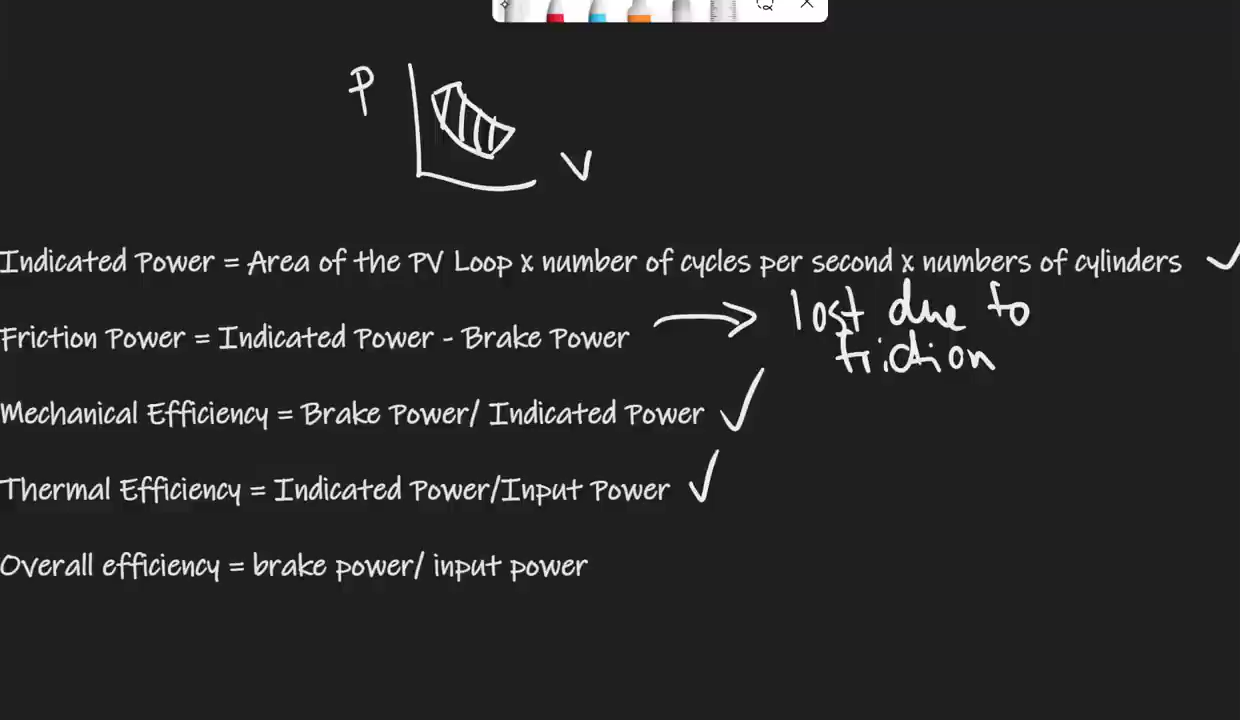 P
V
Indicated Power = Area of the PV Loop x number of cycles per second x numbers of cylinders
Friction Power = Indicated Power - Brake Power
lost due to
friction
Mechanical Efficiency = Brake Power/ Indicated Power
Thermal Efficiency = Indicated Power/Input Power
Overall efficiency = brake power/ input power